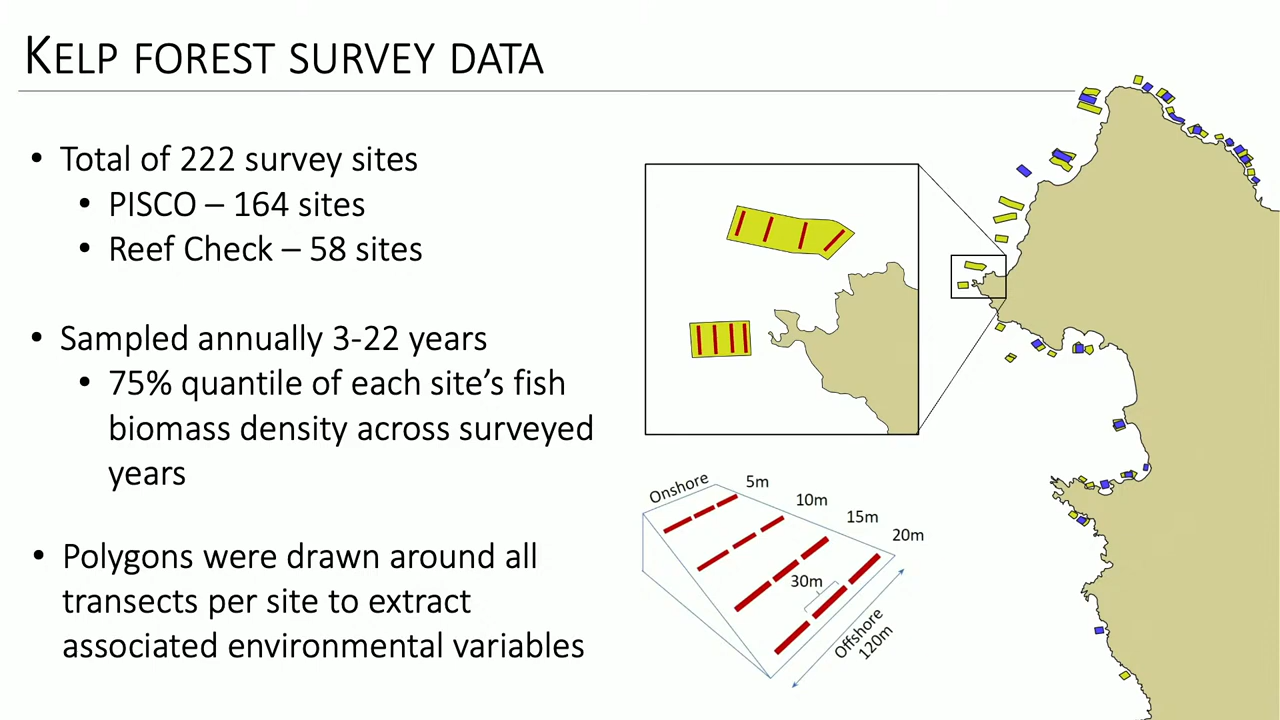 KELP FOREST SURVEY DATA
• Total of 222 survey sites
• PISCO – 164 sites
• Reef Check – 58 sites
• Sampled annually 3-22 years
• 75% quantile of each site’s fish
biomass density across surveyed
years
• Polygons were drawn around all
transects per site to extract
associated environmental variables
Onshore
5m
10m
15m
20m
30m
Offshore
120m